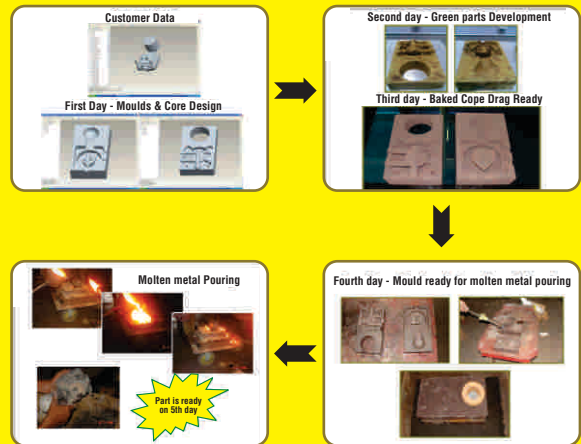 Customer Data
First Day - Moulds & Core Design
Second day - Green parts Development
Third day - Baked Cope Drag Ready
Fourth day - Mould ready for molten metal pouring
Molten metal Pouring
Part is ready
on 5th day